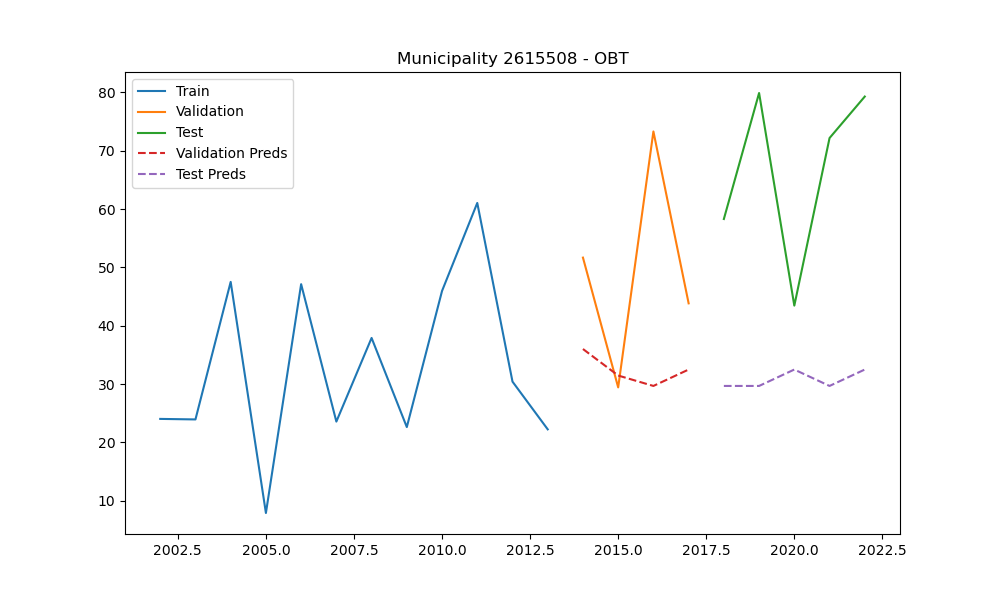 Municipality 2615508 - OBT
Train
Validation
Test
Validation Preds
Test Preds
80
70
60
50
40
30
20
10
2002.5 2005.0 2007.5 2010.0 2012.5 2015.0 2017.5 2020.0 2022.5